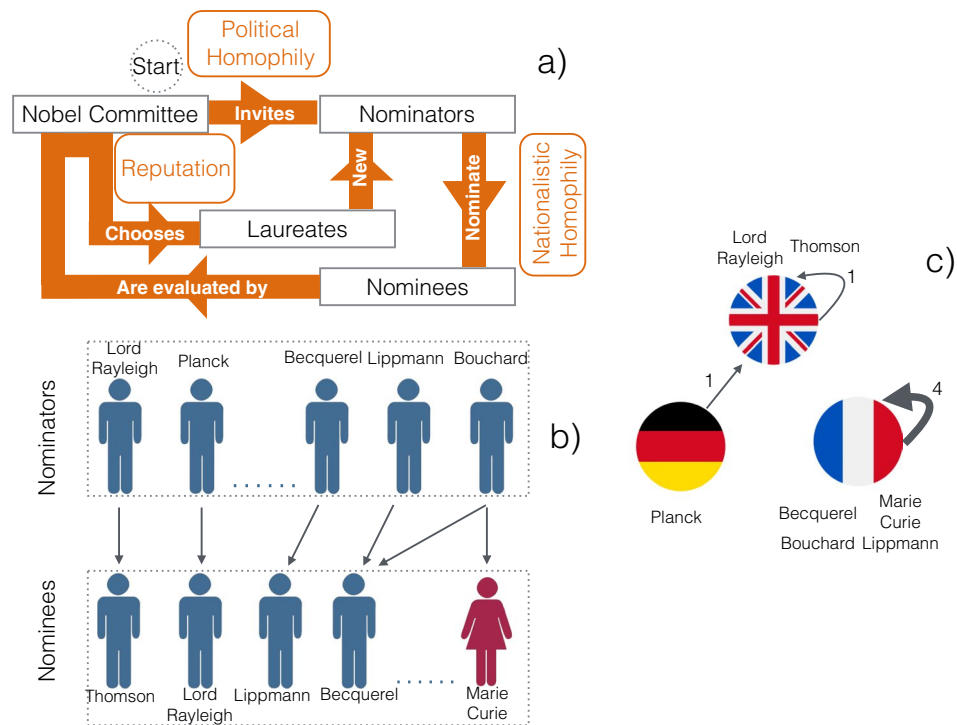 a)
Political
Homophily
Start
Nobel Committee
Invites
Nominators
Reputation
New
Nominate
Nationalistic
Homophily
Chooses
Laureates
Are evaluated by
Nominees
b)
Nominators
Lord
Rayleigh
Planck
Becquerel
Lippmann
Bouchard
......
Nominees
Thomson
Lord
Rayleigh
Lippmann
Becquerel
......
Marie
Curie
c)
Lord
Rayleigh
Thomson
1
1
4
Planck
Becquerel
Marie
Curie
Bouchard
Lippmann